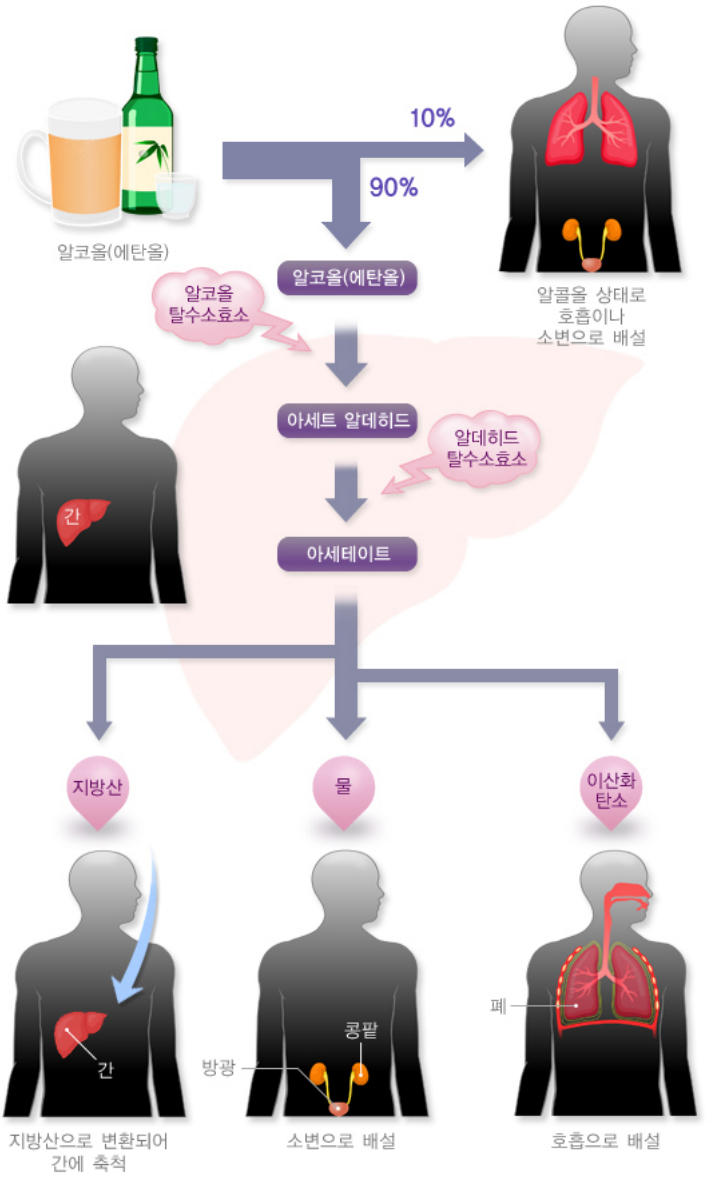 10%
90%
알코올(에탄올)
알코올(에탄올)
알콜올 상태로
호흡이나
소변으로 배설
알코올
탈수소효소
아세트 알데히드
알데히드
탈수소효소
간
아세테이트
지방산
물
이산화
탄소
간
지방산으로 변환되어
간에 축척
콩팥
방광
소변으로 배설
폐
호흡으로 배설